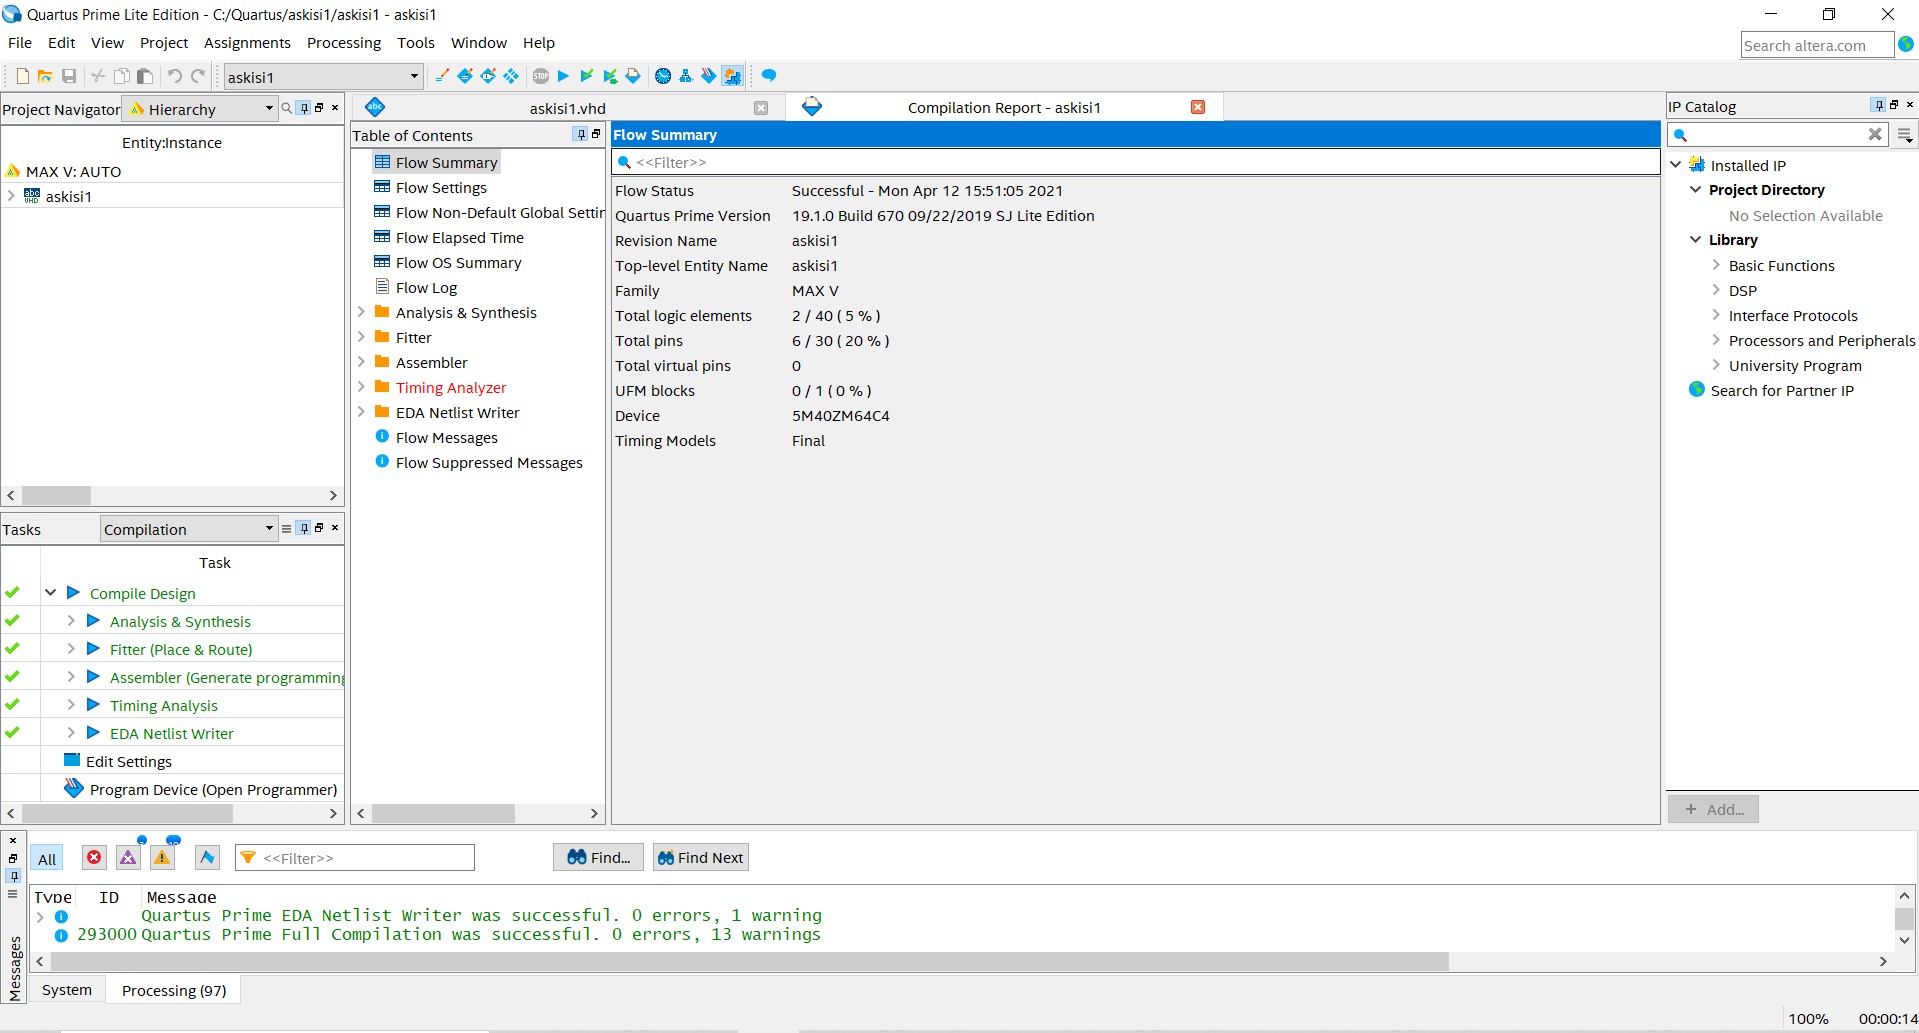 Quartus Prime Lite Edition - C:/Quartus/askisi1/askisi1 - askisi1
File Edit View Project Assignments Processing Tools Window Help
Search altera.com
askisi1
Project Navigator Hierarchy
Entity:Instance
MAX V: AUTO
askisi1
Tasks Compilation
Task
Compile Design
Analysis & Synthesis
Fitter (Place & Route)
Assembler (Generate programming
Timing Analysis
EDA Netlist Writer
Edit Settings
Program Device (Open Programmer)
askisi1.vhd
Compilation Report - askisi1
Table of Contents
Flow Summary
Flow Settings
Flow Non-Default Global Settin
Flow Elapsed Time
Flow OS Summary
Flow Log
Analysis & Synthesis
Fitter
Assembler
Timing Analyzer
EDA Netlist Writer
Flow Messages
Flow Suppressed Messages
Flow Summary
<<Filter>>
Flow Status Successful - Mon Apr 12 15:51:05 2021
Quartus Prime Version 19.1.0 Build 670 09/22/2019 SJ Lite Edition
Revision Name askisi1
Top-level Entity Name askisi1
Family MAX V
Total logic elements 2 / 40 ( 5 % )
Total pins 6 / 30 ( 20 % )
Total virtual pins 0
UFM blocks 0 / 1 ( 0 % )
Device 5M40ZM64C4
Timing Models Final
IP Catalog
Installed IP
Project Directory
No Selection Available
Library
Basic Functions
DSP
Interface Protocols
Processors and Peripherals
University Program
Search for Partner IP
+ Add...
All
<<Filter>>
Find...
Find Next
Type ID Message
Quartus Prime EDA Netlist Writer was successful. 0 errors, 1 warning
293000 Quartus Prime Full Compilation was successful. 0 errors, 13 warnings
System Processing (97)
Messages
100% 00:00:14